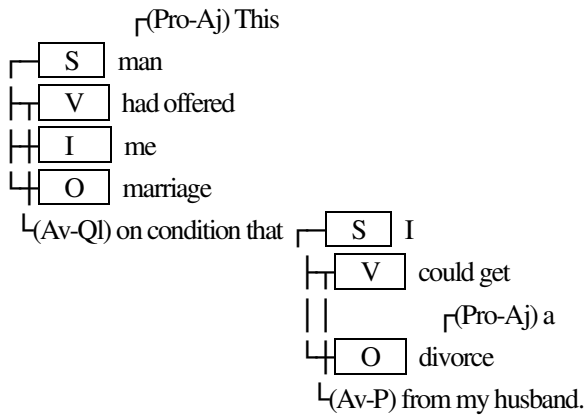 (Pro-Aj) This
S man
V had offered
I me
O marriage
(Av-Ql) on condition that S I
V could get
(Pro-Aj) a
O divorce
(Av-P) from my husband.